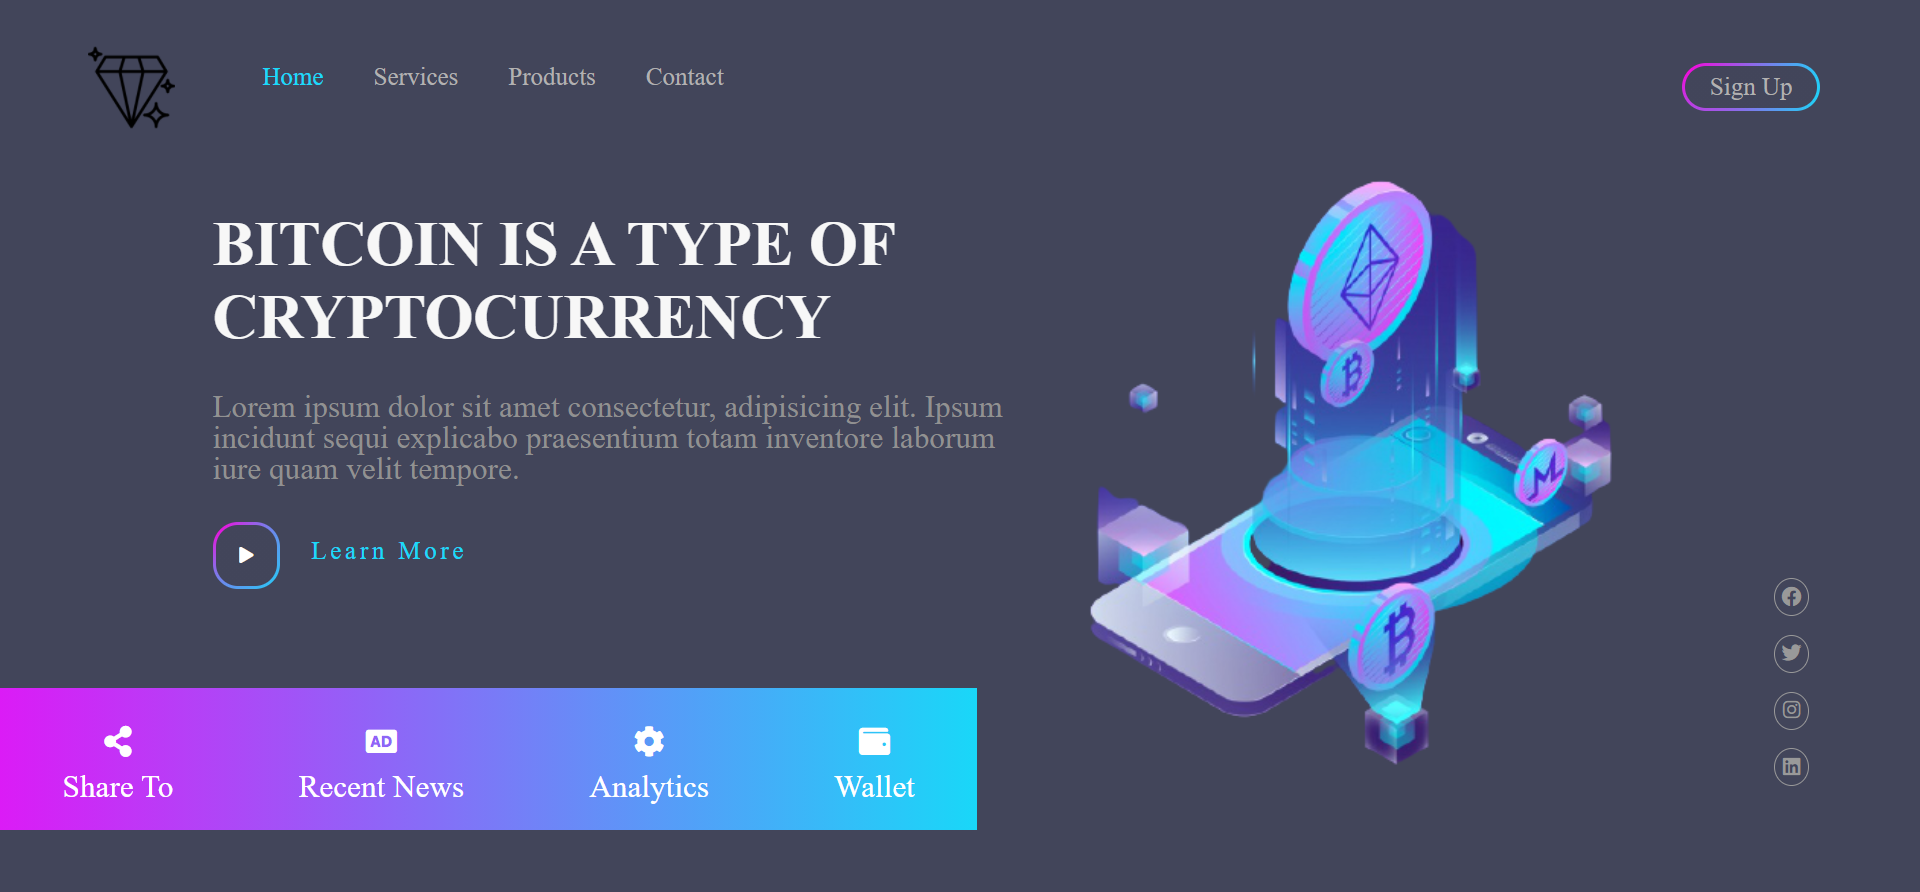 Home
Services
Products
Contact
Sign Up
BITCOIN IS A TYPE OF
CRYPTOCURRENCY
Lorem ipsum dolor sit amet consectetur, adipisicing elit. Ipsum
incidunt sequi explicabo praesentium totam inventore laborum
iure quam velit tempore.
Learn More
AD
Share To
Recent News
Analytics
Wallet